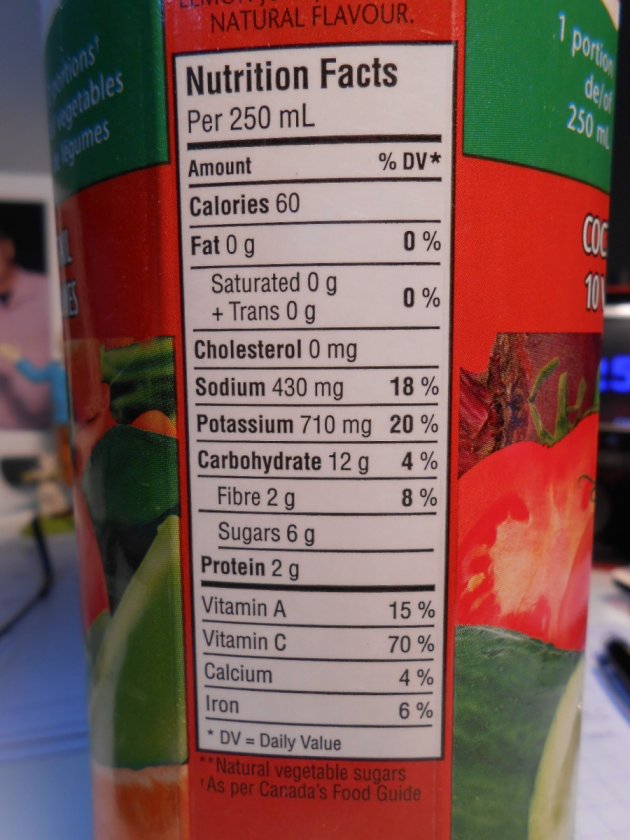 NATURAL FLAVOUR.
Nutrition Facts
Per 250 mL
Amount % DV*
Calories 60
Fat 0 g 0 %
Saturated 0 g
+ Trans 0 g 0 %
Cholesterol 0 mg
Sodium 430 mg 18 %
Potassium 710 mg 20 %
Carbohydrate 12 g 4 %
Fibre 2 g 8 %
Sugars 6 g
Protein 2 g
Vitamin A 15 %
Vitamin C 70 %
Calcium 4 %
Iron 6 %
* DV = Daily Value
**Natural vegetable sugars
†As per Canada's Food Guide
vegetables
légumes
1 portion
de/of
250 mL
10